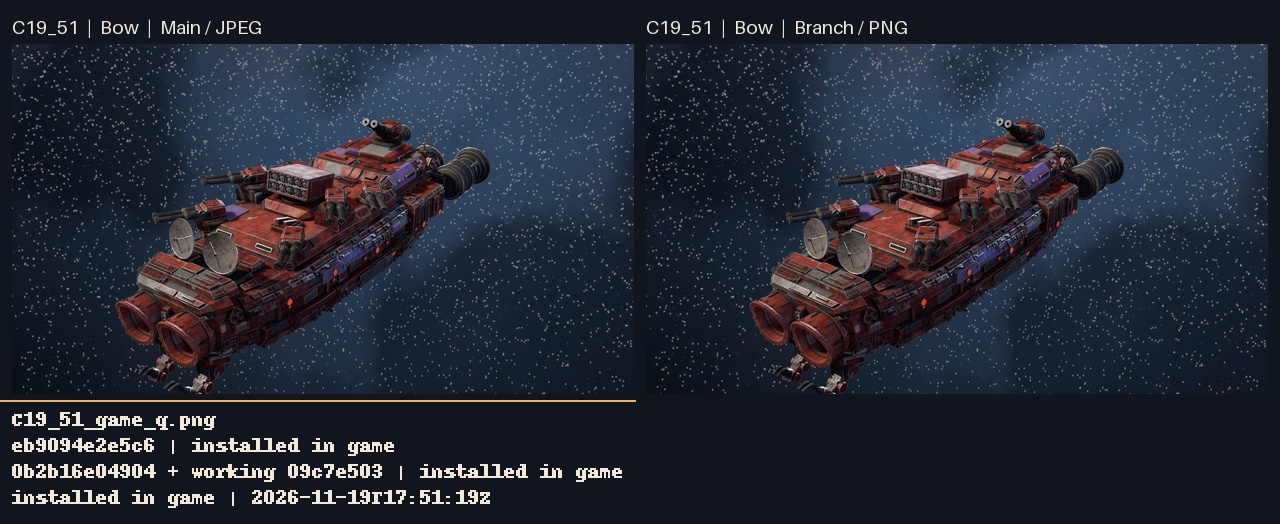 C19_51 | Bow | Main / JPEG
C19_51 | Bow | Branch / PNG
C19_51_game_q.png
eb9094e2e5c6 | installed in game
0b2b16e04904 + working 09c7e503 | installed in game
installed in game | 2026-11-19T17:51:19Z